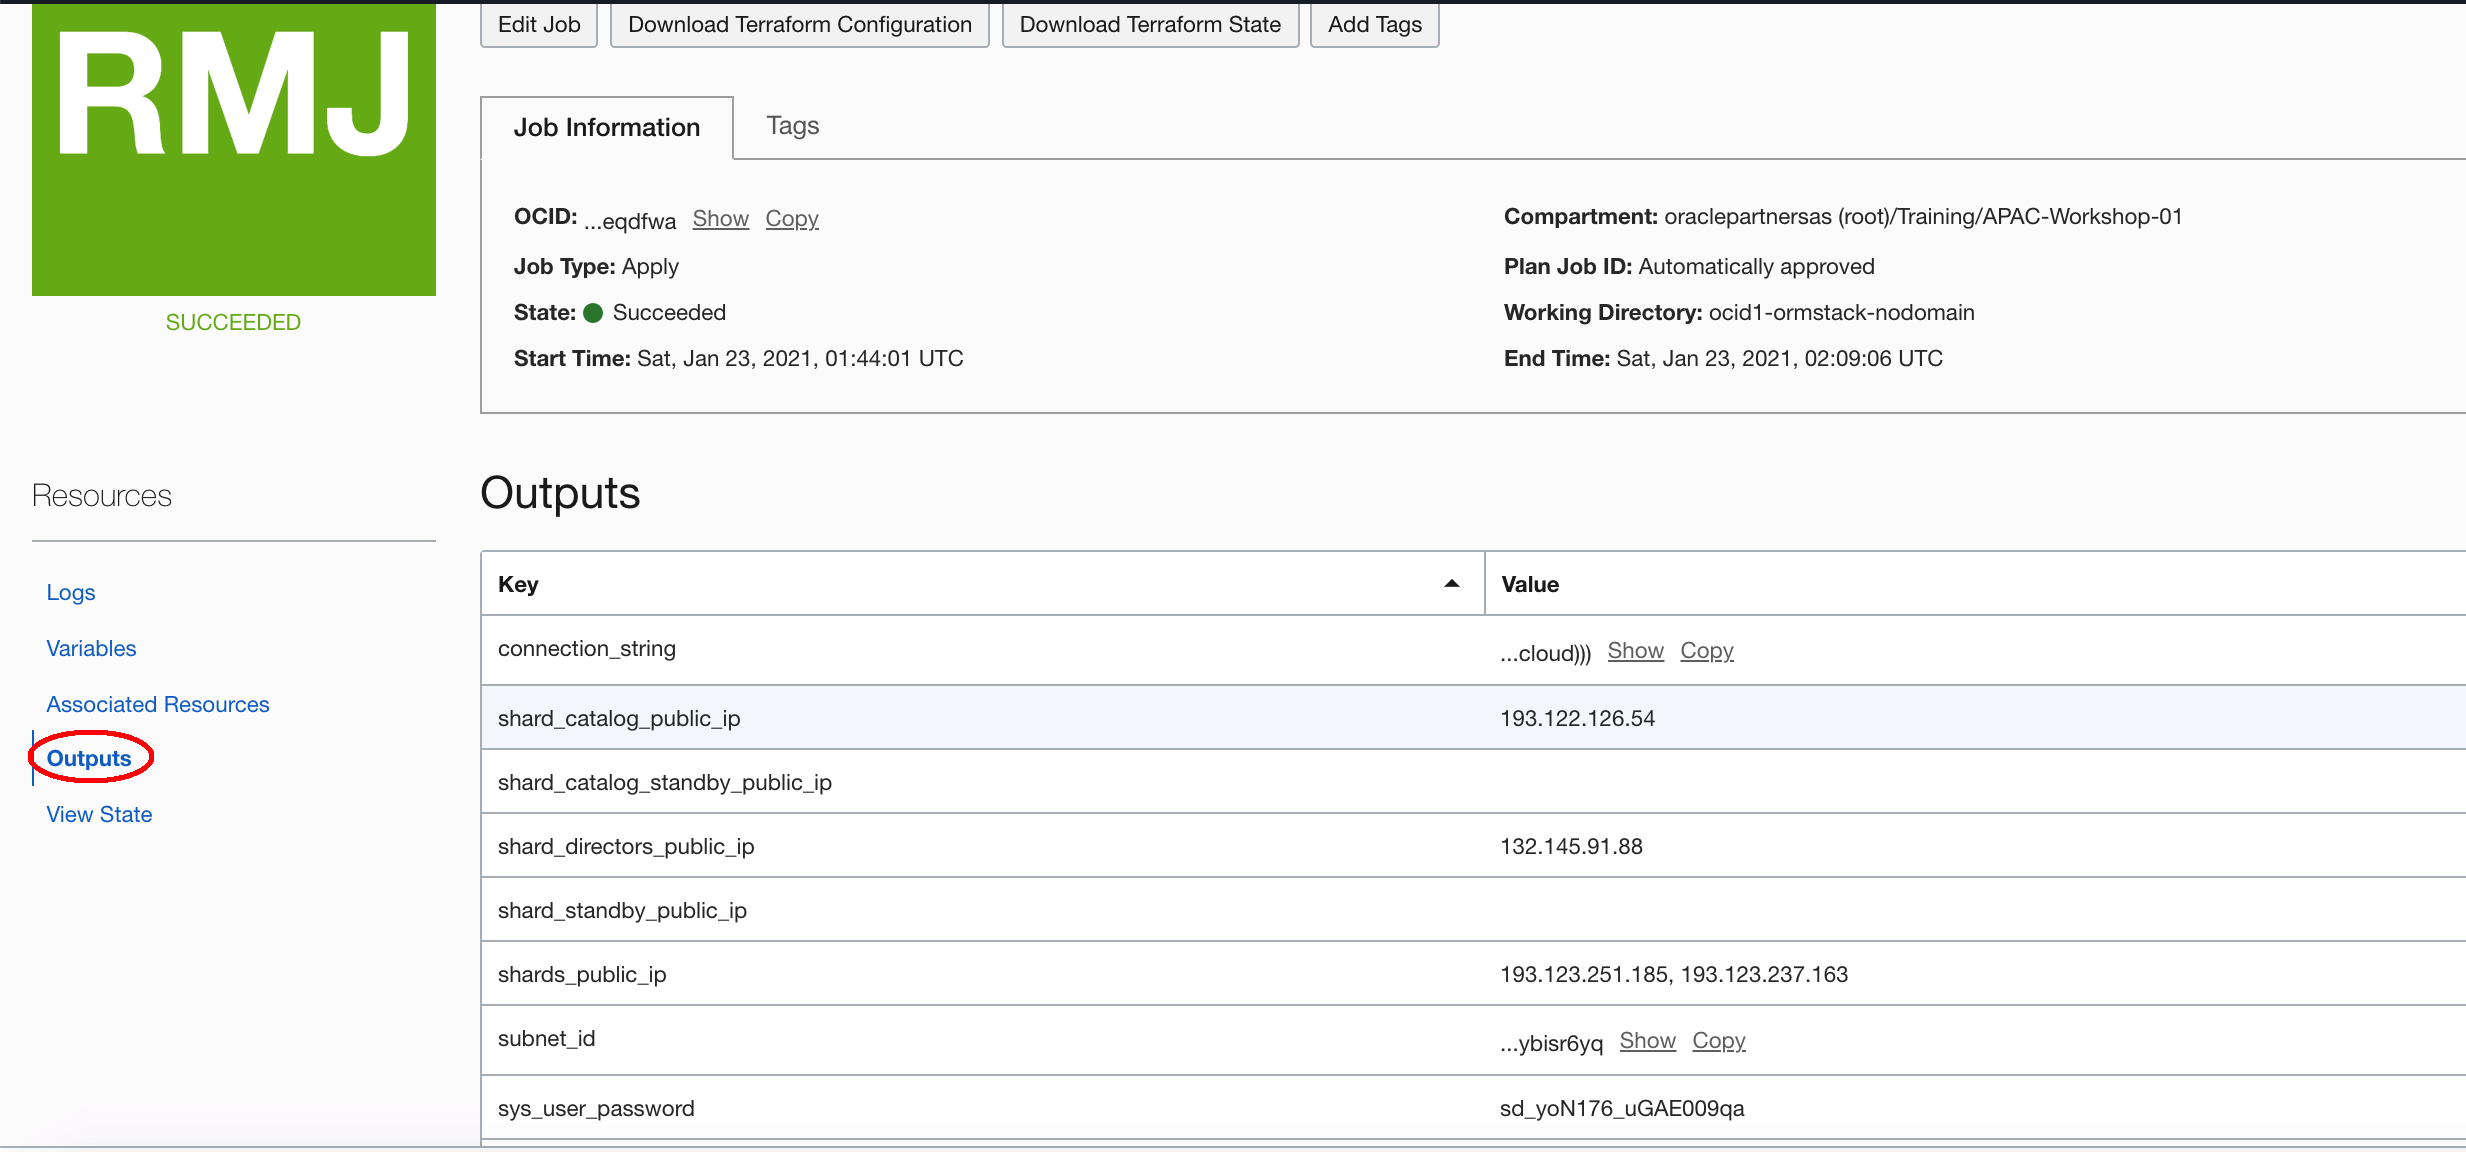 RMJ
SUCCEEDED
Edit Job
Download Terraform Configuration
Download Terraform State
Add Tags
Job Information
Tags
OCID: ...eqdfwa Show Copy
Job Type: Apply
State: Succeeded
Start Time: Sat, Jan 23, 2021, 01:44:01 UTC
Compartment: oraclepartnersas (root)/Training/APAC-Workshop-01
Plan Job ID: Automatically approved
Working Directory: ocid1-ormstack-nodomain
End Time: Sat, Jan 23, 2021, 02:09:06 UTC
Resources
Logs
Variables
Associated Resources
Outputs
View State
Outputs
Key Value
connection_string ...cloud))) Show Copy
shard_catalog_public_ip 193.122.126.54
shard_catalog_standby_public_ip
shard_directors_public_ip 132.145.91.88
shard_standby_public_ip
shards_public_ip 193.123.251.185, 193.123.237.163
subnet_id ...ybisr6yq Show Copy
sys_user_password sd_yoN176_uGAE009qa